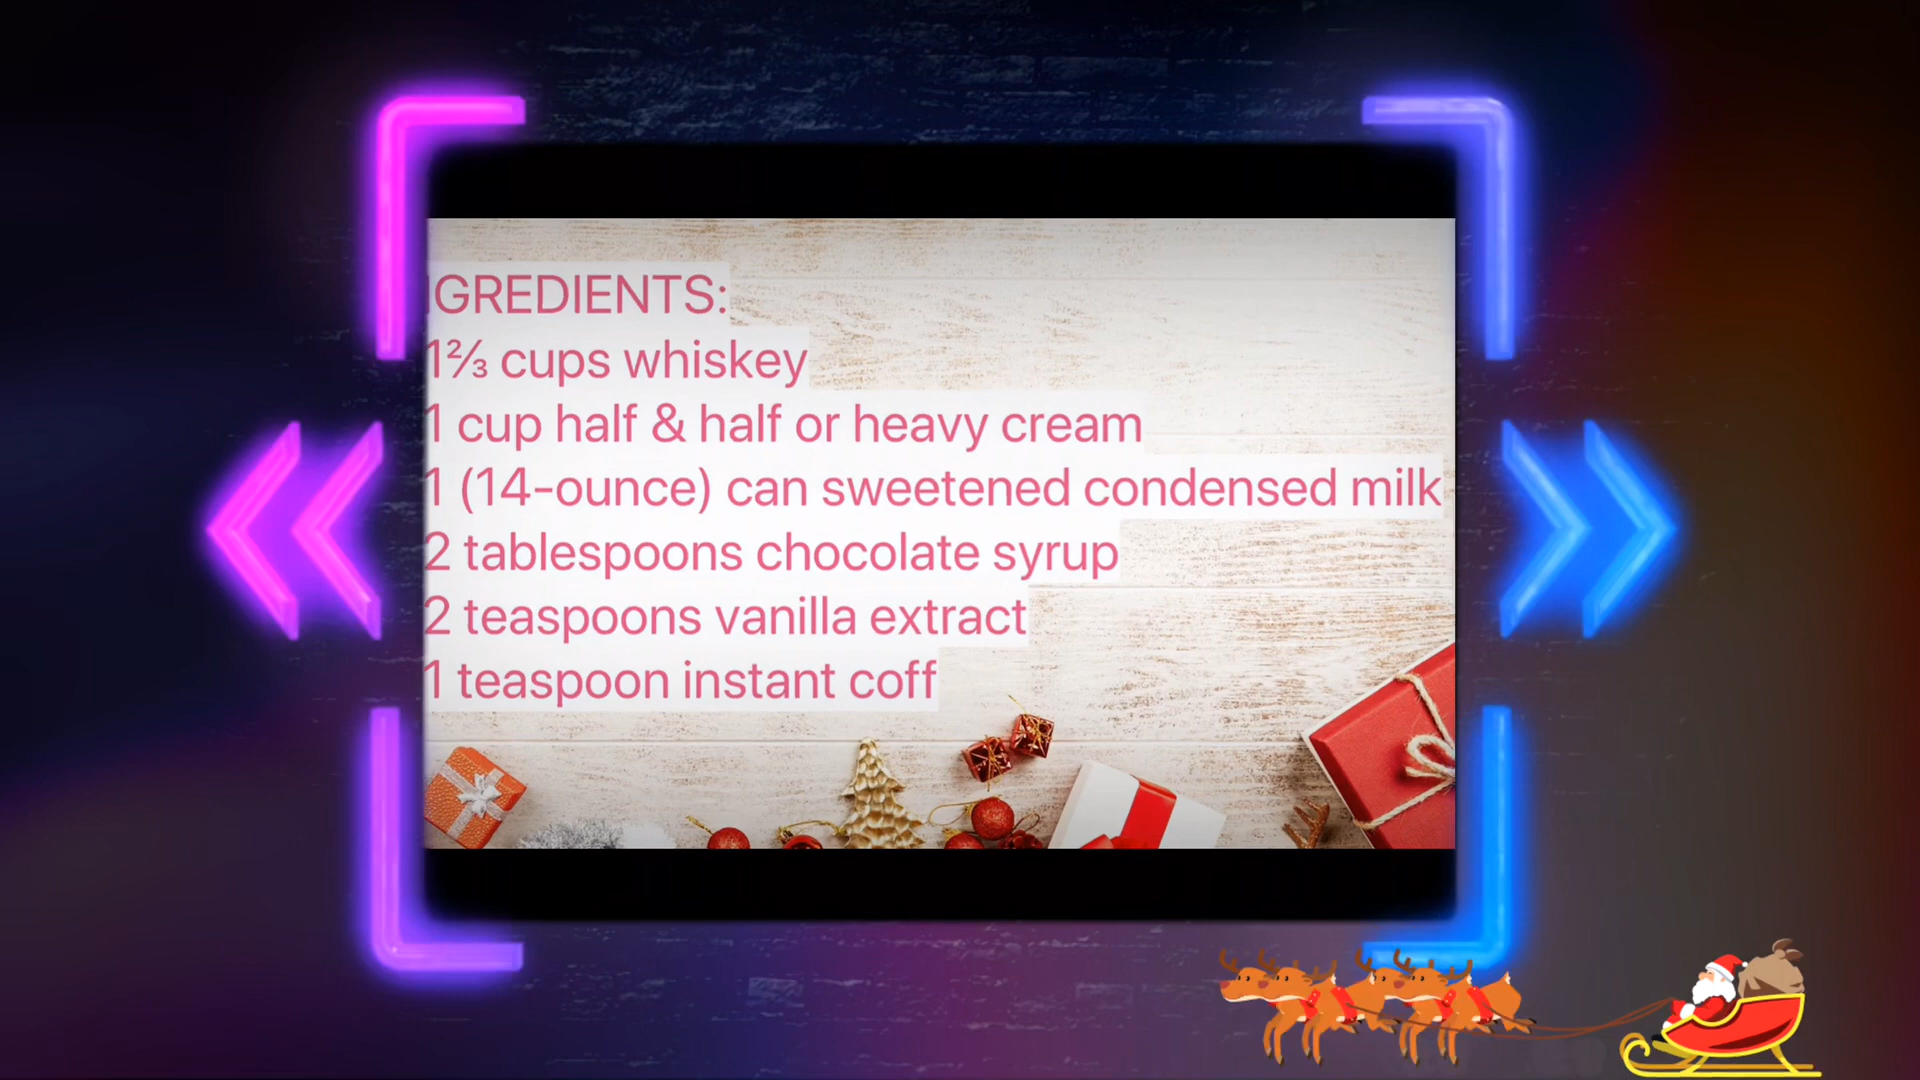 IGREDIENTS:
1⅔ cups whiskey
1 cup half & half or heavy cream
1 (14-ounce) can sweetened condensed milk
2 tablespoons chocolate syrup
2 teaspoons vanilla extract
1 teaspoon instant coff